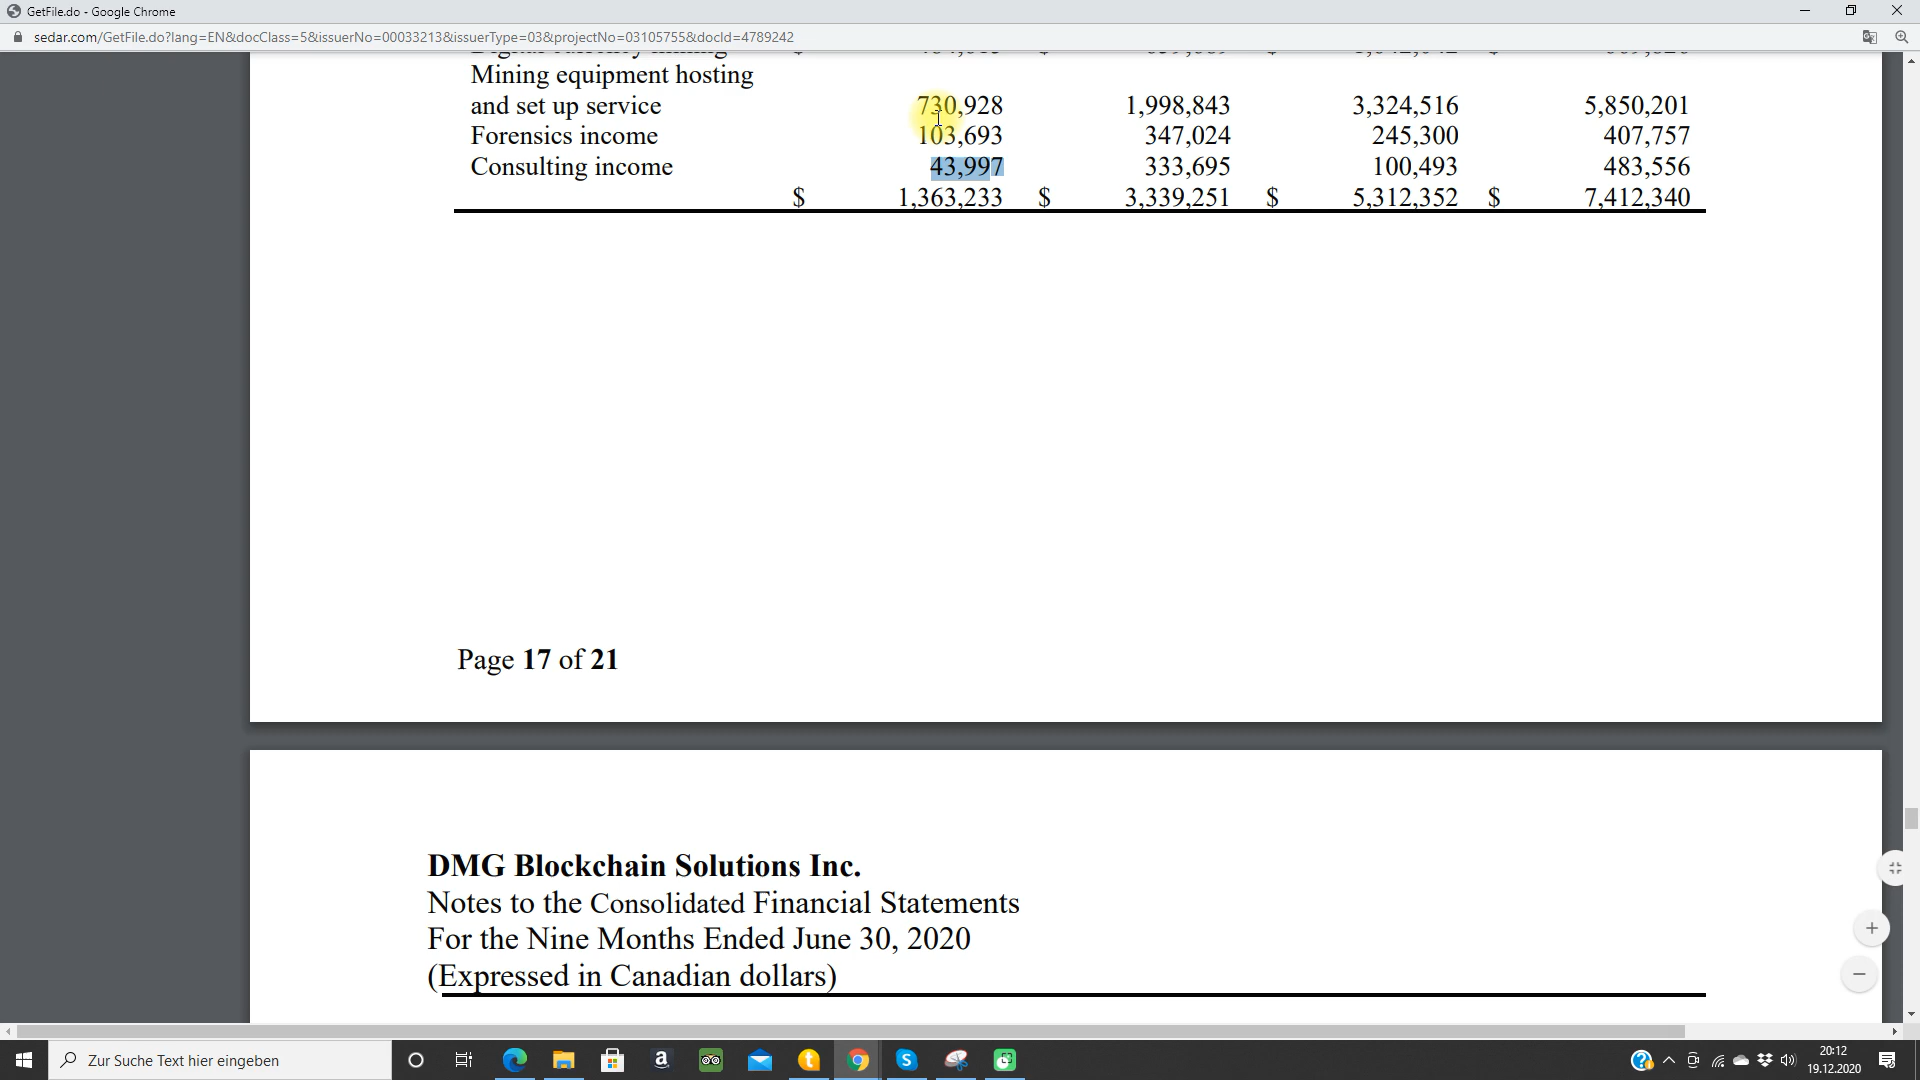 GetFile.do - Google Chrome
sedar.com/GetFile.do?lang=EN&docClass=5&issuerNo=00033213&issuerType=03&projectNo=03105755&docId=4789242
Mining equipment hosting
and set up service 730,928 1,998,843 3,324,516 5,850,201
Forensics income 103,693 347,024 245,300 407,757
Consulting income 43,997 333,695 100,493 483,556
$ 1,363,233 $ 3,339,251 $ 5,312,352 $ 7,412,340
Page 17 of 21
DMG Blockchain Solutions Inc.
Notes to the Consolidated Financial Statements
For the Nine Months Ended June 30, 2020
(Expressed in Canadian dollars)
Zur Suche Text hier eingeben
20:12
19.12.2020